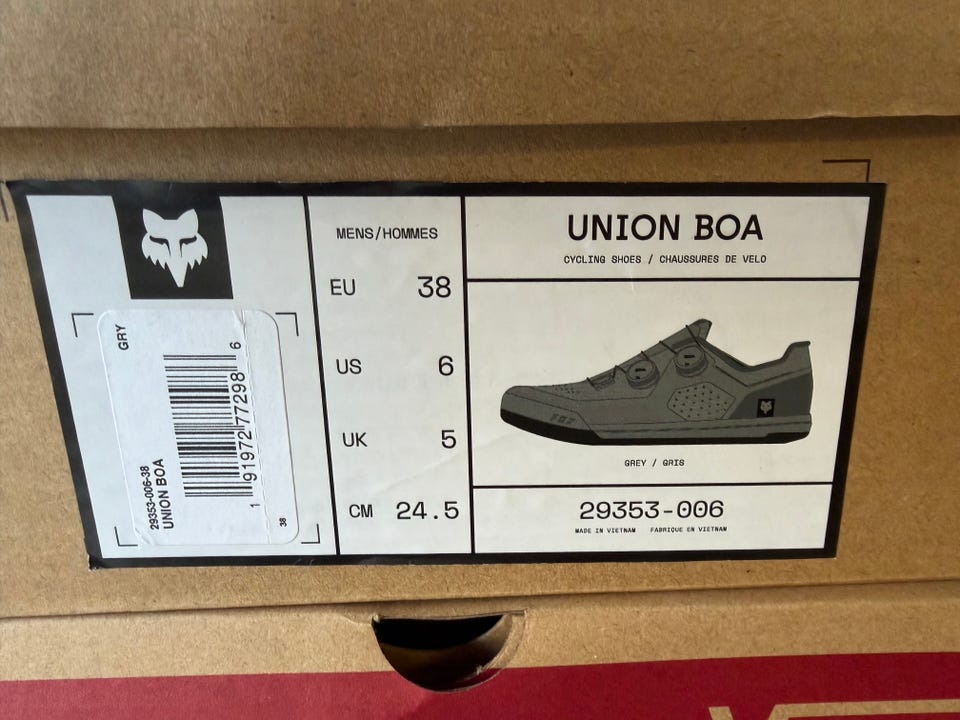 GRY
29353-006-38
UNION BOA
1 91972 77298 6
38
MENS/HOMMES
EU 38
US 6
UK 5
CM 24.5
UNION BOA
CYCLING SHOES / CHAUSSURES DE VELO
FOX
GREY / GRIS
29353-006
MADE IN VIETNAM FABRIQUE EN VIETNAM